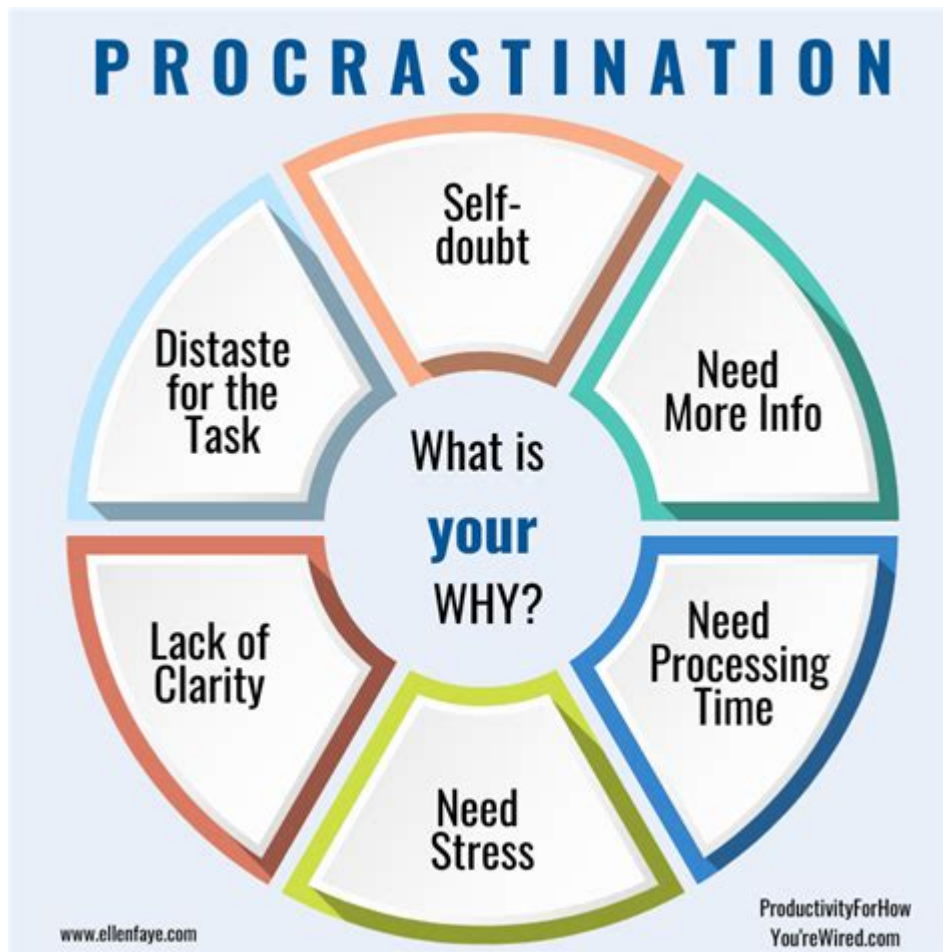 PROCRASTINATION
Self-
doubt
Need
More Info
Need
Processing
Time
Need
Stress
Lack of
Clarity
Distaste
for the
Task
What is
your
WHY?
www.ellenfaye.com
ProductivityForHow
You'reWired.com